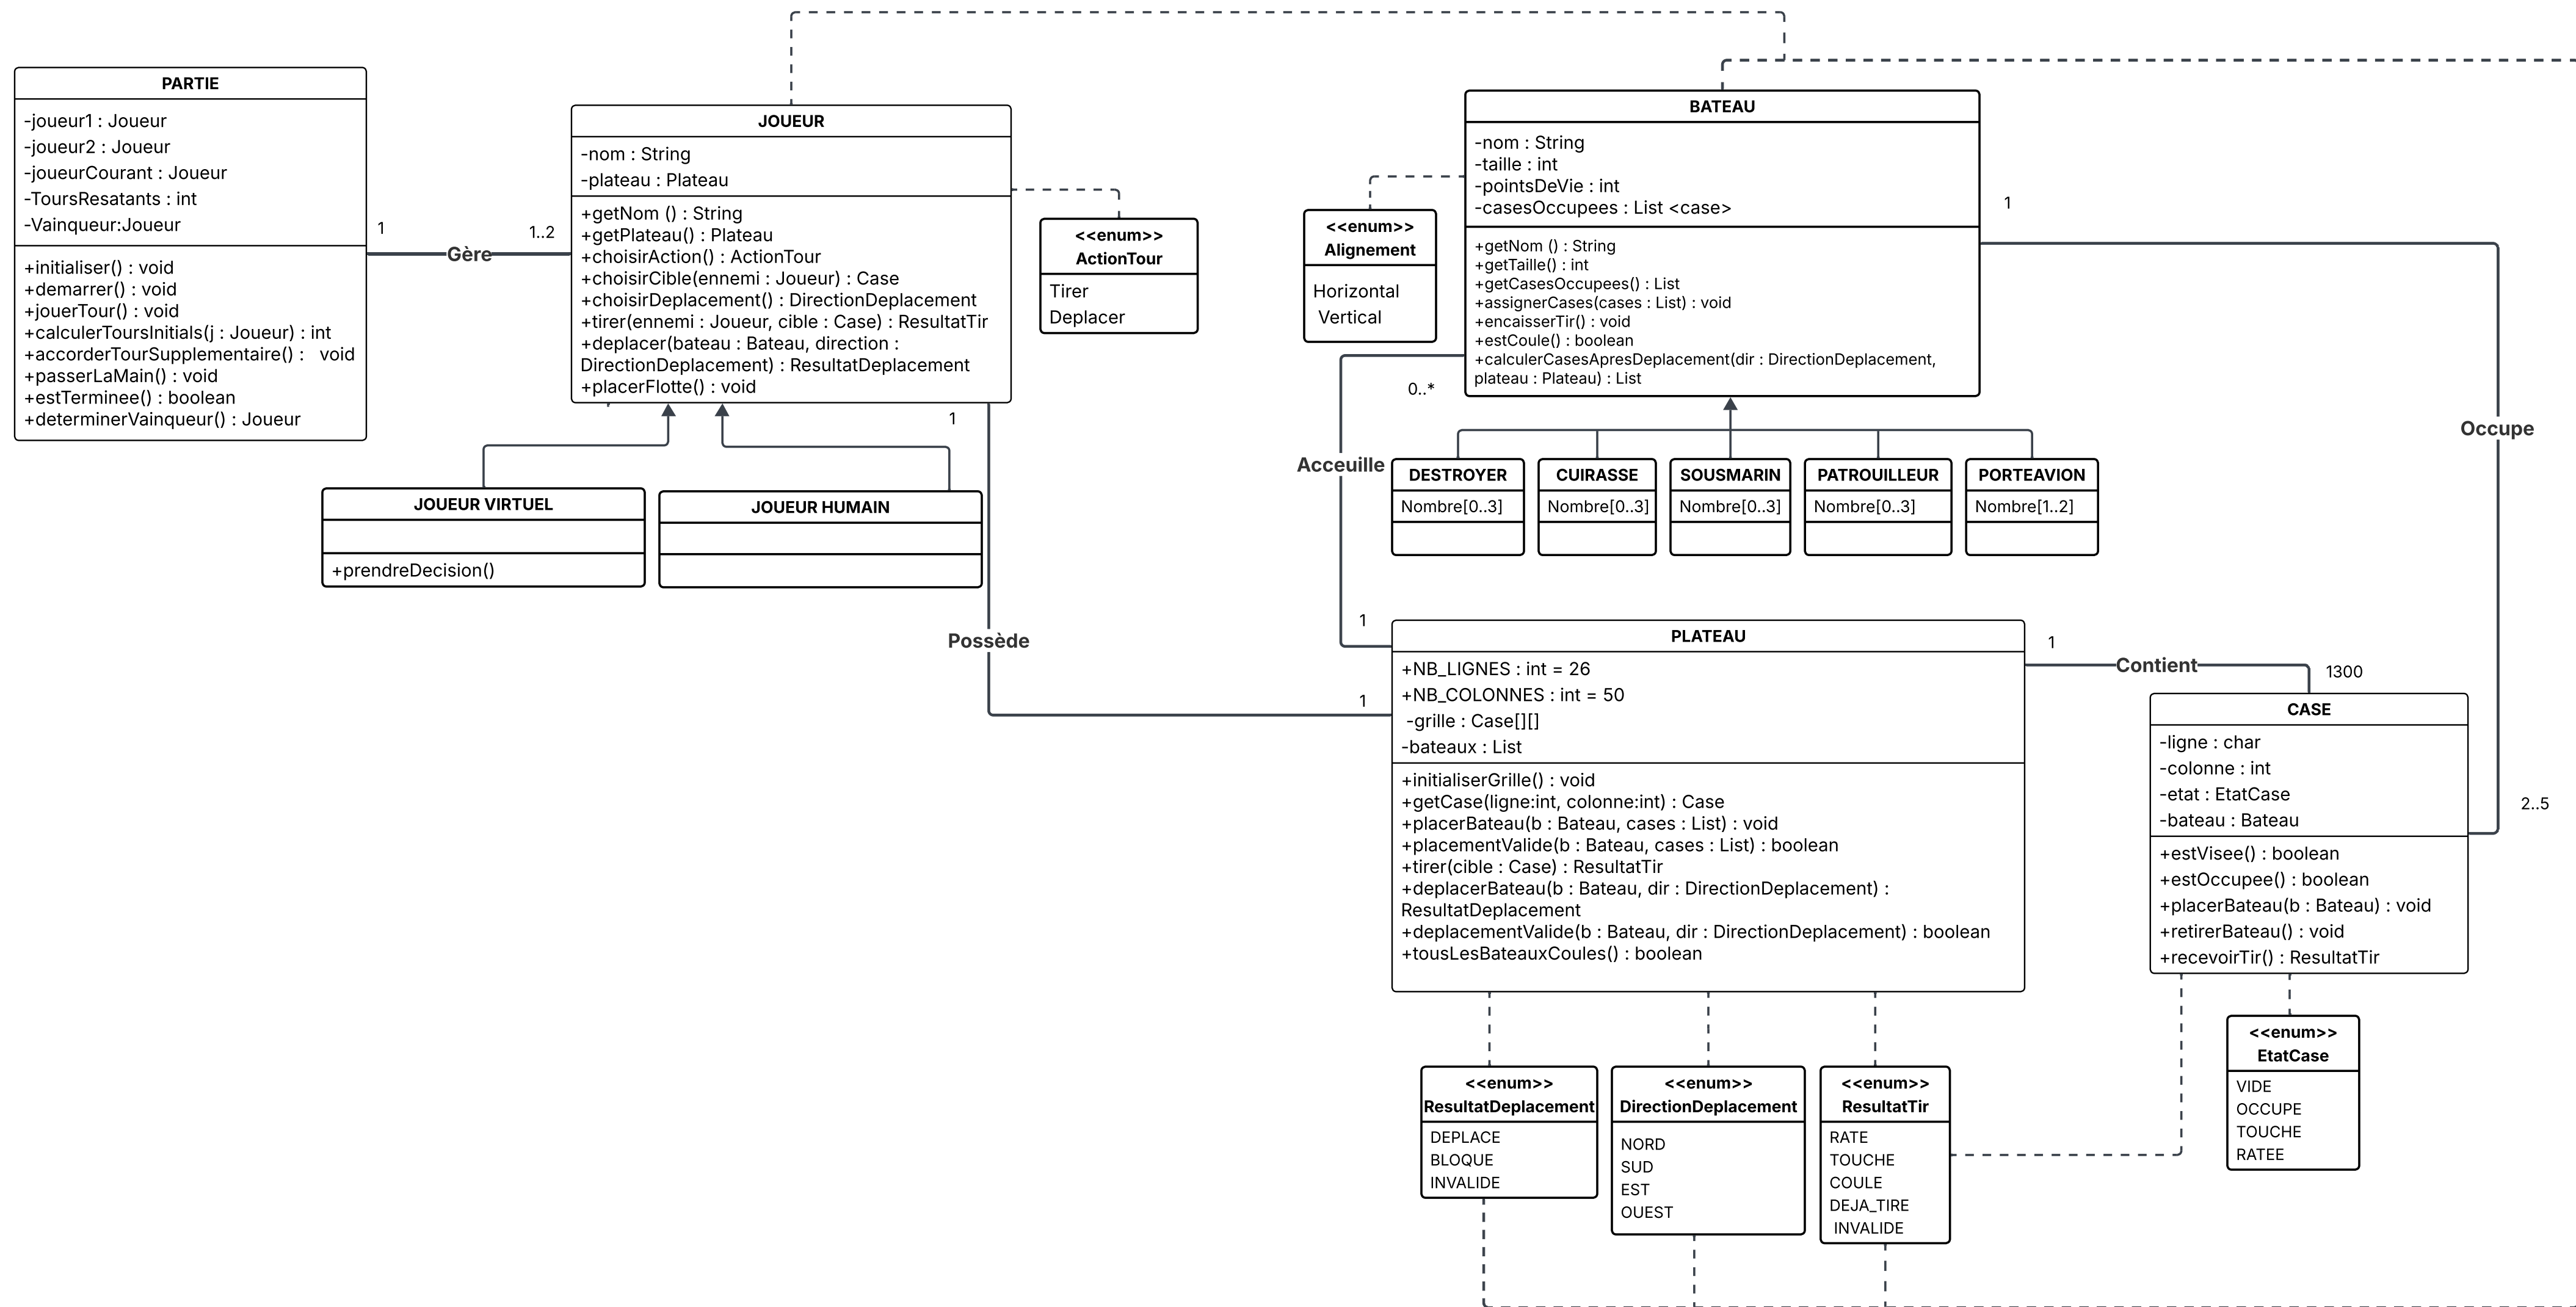 PARTIE
-joueur1 : Joueur
-joueur2 : Joueur
-joueurCourant : Joueur
-ToursResatants : int
-Vainqueur:Joueur
+initialiser() : void
+demarrer() : void
+jouerTour() : void
+calculerToursInitials(j : Joueur) : int
+accorderTourSupplementaire() : void
+passerLaMain() : void
+estTerminee() : boolean
+determinerVainqueur() : Joueur
1
Gère
1..2
JOUEUR
-nom : String
-plateau : Plateau
+getNom () : String
+getPlateau() : Plateau
+choisirAction() : ActionTour
+choisirCible(ennemi : Joueur) : Case
+choisirDeplacement() : DirectionDeplacement
+tirer(ennemi : Joueur, cible : Case) : ResultatTir
+deplacer(bateau : Bateau, direction :
DirectionDeplacement) : ResultatDeplacement
+placerFlotte() : void
1
<<enum>>
ActionTour
Tirer
Deplacer
JOUEUR VIRTUEL
+prendreDecision()
JOUEUR HUMAIN
Possède
1
<<enum>>
Alignement
Horizontal
Vertical
BATEAU
-nom : String
-taille : int
-pointsDeVie : int
-casesOccupees : List <case>
+getNom () : String
+getTaille() : int
+getCasesOccupees() : List
+assignerCases(cases : List) : void
+encaisserTir() : void
+estCoule() : boolean
+calculerCasesApresDeplacement(dir : DirectionDeplacement,
plateau : Plateau) : List
1
Occupe
2..5
0..*
Acceuille
1
DESTROYER
Nombre[0..3]
CUIRASSE
Nombre[0..3]
SOUSMARIN
Nombre[0..3]
PATROUILLEUR
Nombre[0..3]
PORTEAVION
Nombre[1..2]
PLATEAU
+NB_LIGNES : int = 26
+NB_COLONNES : int = 50
-grille : Case[][]
-bateaux : List
+initialiserGrille() : void
+getCase(ligne:int, colonne:int) : Case
+placerBateau(b : Bateau, cases : List) : void
+placementValide(b : Bateau, cases : List) : boolean
+tirer(cible : Case) : ResultatTir
+deplacerBateau(b : Bateau, dir : DirectionDeplacement) :
ResultatDeplacement
+deplacementValide(b : Bateau, dir : DirectionDeplacement) : boolean
+tousLesBateauxCoules() : boolean
1
Contient
1300
CASE
-ligne : char
-colonne : int
-etat : EtatCase
-bateau : Bateau
+estVisee() : boolean
+estOccupee() : boolean
+placerBateau(b : Bateau) : void
+retirerBateau() : void
+recevoirTir() : ResultatTir
<<enum>>
ResultatDeplacement
DEPLACE
BLOQUE
INVALIDE
<<enum>>
DirectionDeplacement
NORD
SUD
EST
OUEST
<<enum>>
ResultatTir
RATE
TOUCHE
COULE
DEJA_TIRE
INVALIDE
<<enum>>
EtatCase
VIDE
OCCUPE
TOUCHE
RATEE